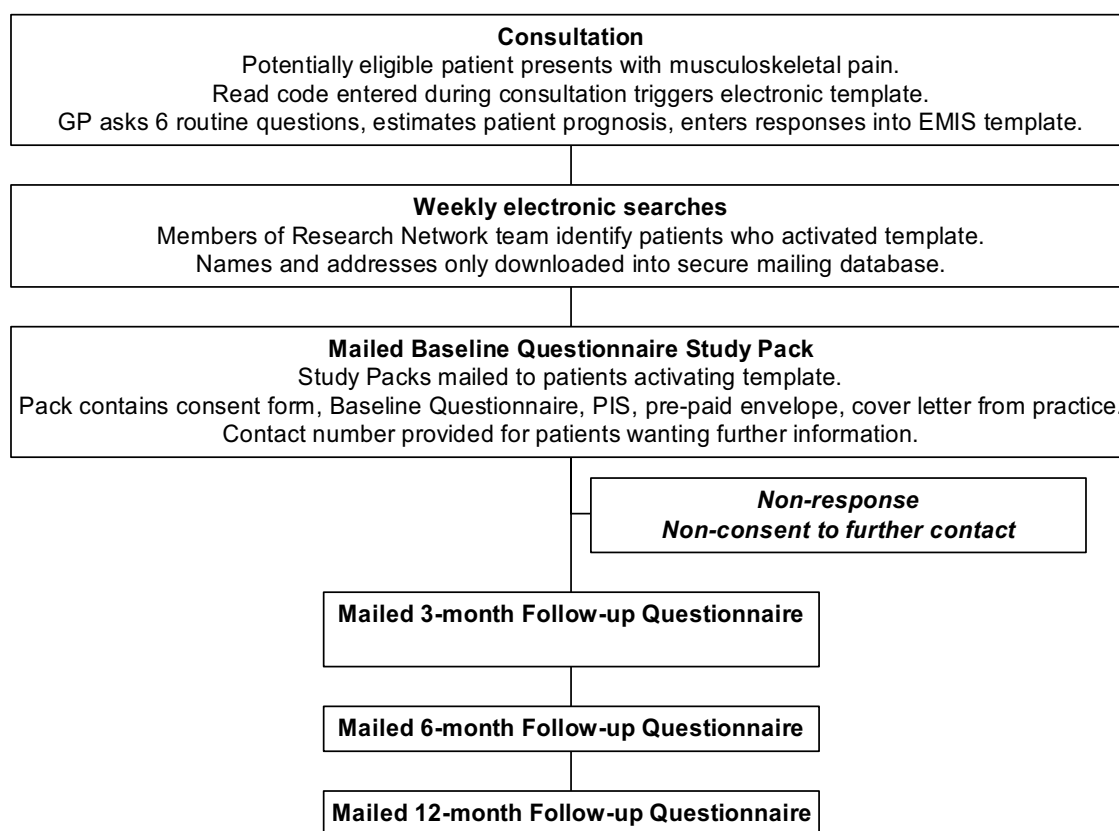 Consultation
Potentially eligible patient presents with musculoskeletal pain.
Read code entered during consultation triggers electronic template.
GP asks 6 routine questions, estimates patient prognosis, enters responses into EMIS template.
Weekly electronic searches
Members of Research Network team identify patients who activated template.
Names and addresses only downloaded into secure mailing database.
Mailed Baseline Questionnaire Study Pack
Study Packs mailed to patients activating template.
Pack contains consent form, Baseline Questionnaire, PIS, pre-paid envelope, cover letter from practice.
Contact number provided for patients wanting further information.
Non-response
Non-consent to further contact
Mailed 3-month Follow-up Questionnaire
Mailed 6-month Follow-up Questionnaire
Mailed 12-month Follow-up Questionnaire